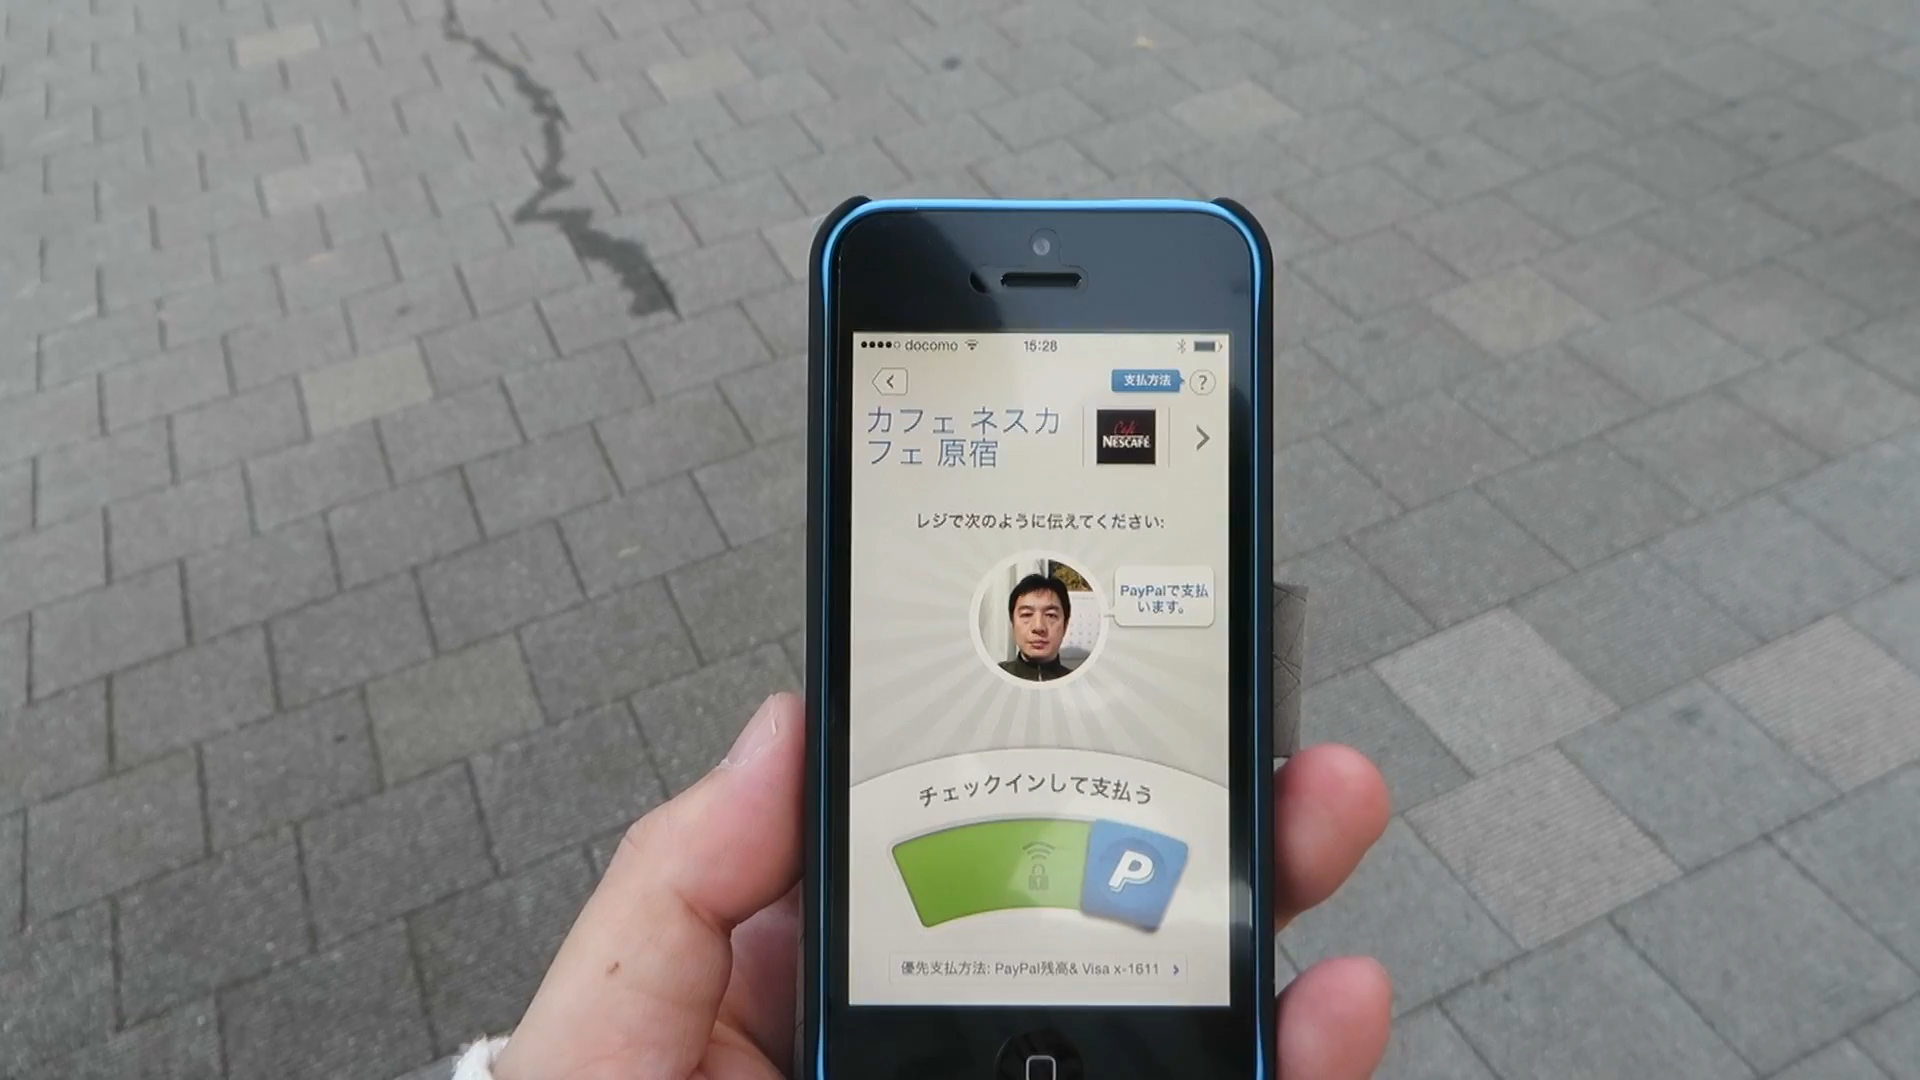 docomo 15:28
支払方法 ?
カフェ ネスカ
フェ 原宿
Café
NESCAFÉ
レジで次のように伝えてください:
PayPalで支払
います。
チェックインして支払う
P
優先支払方法: PayPal残高& Visa x-1611